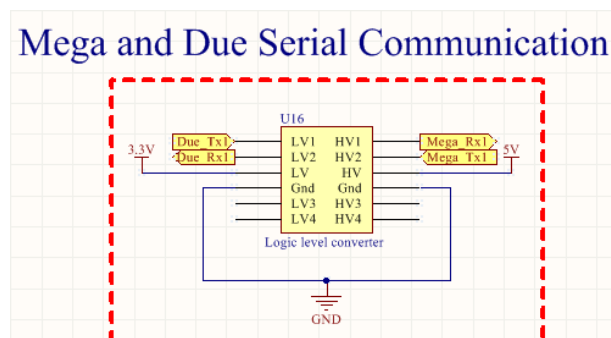 Mega and Due Serial Communication
U16
Due_Tx1 LV1 HV1 Mega_Rx1
3.3V Due_Rx1 LV2 HV2 Mega_Tx1 5V
LV HV
Gnd Gnd
LV3 HV3
LV4 HV4
Logic level converter
GND